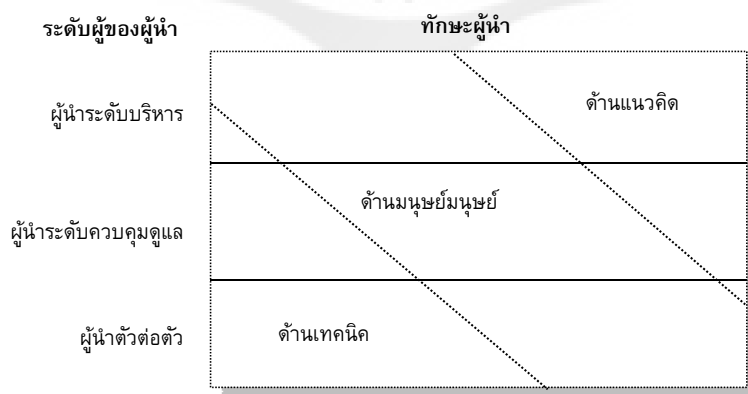 ระดับผู้ของผู้นำ
ทักษะผู้นำ
ผู้นำระดับบริหาร
ด้านแนวคิด
ผู้นำระดับควบคุมดูแล
ด้านมนุษย์มนุษย์
ผู้นำตัวต่อตัว
ด้านเทคนิค